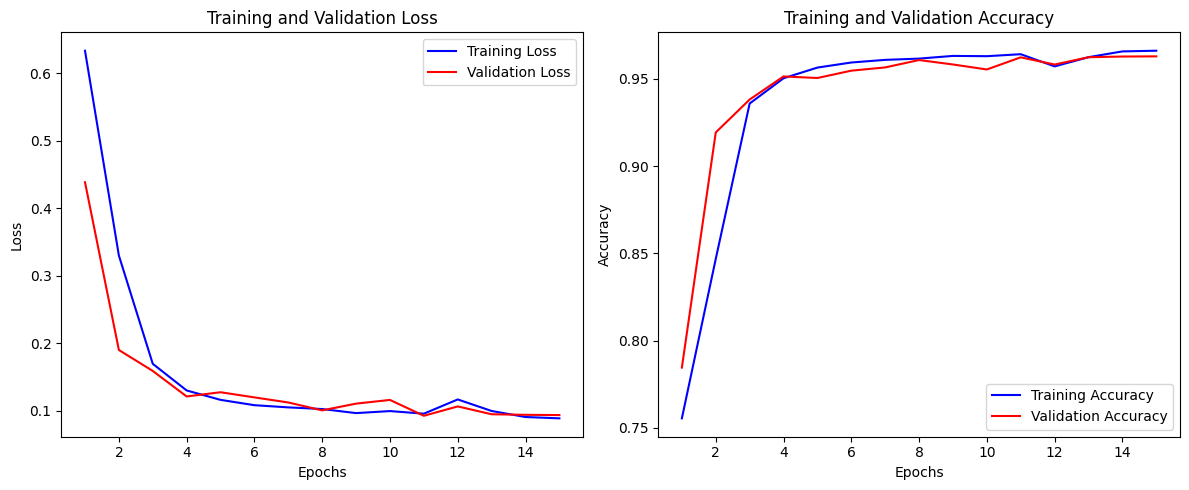 Training and Validation Loss
Training Loss
Validation Loss
Loss
0.6
0.5
0.4
0.3
0.2
0.1
2 4 6 8 10 12 14
Epochs
Training and Validation Accuracy
Accuracy
0.95
0.90
0.85
0.80
0.75
Training Accuracy
Validation Accuracy
2 4 6 8 10 12 14
Epochs